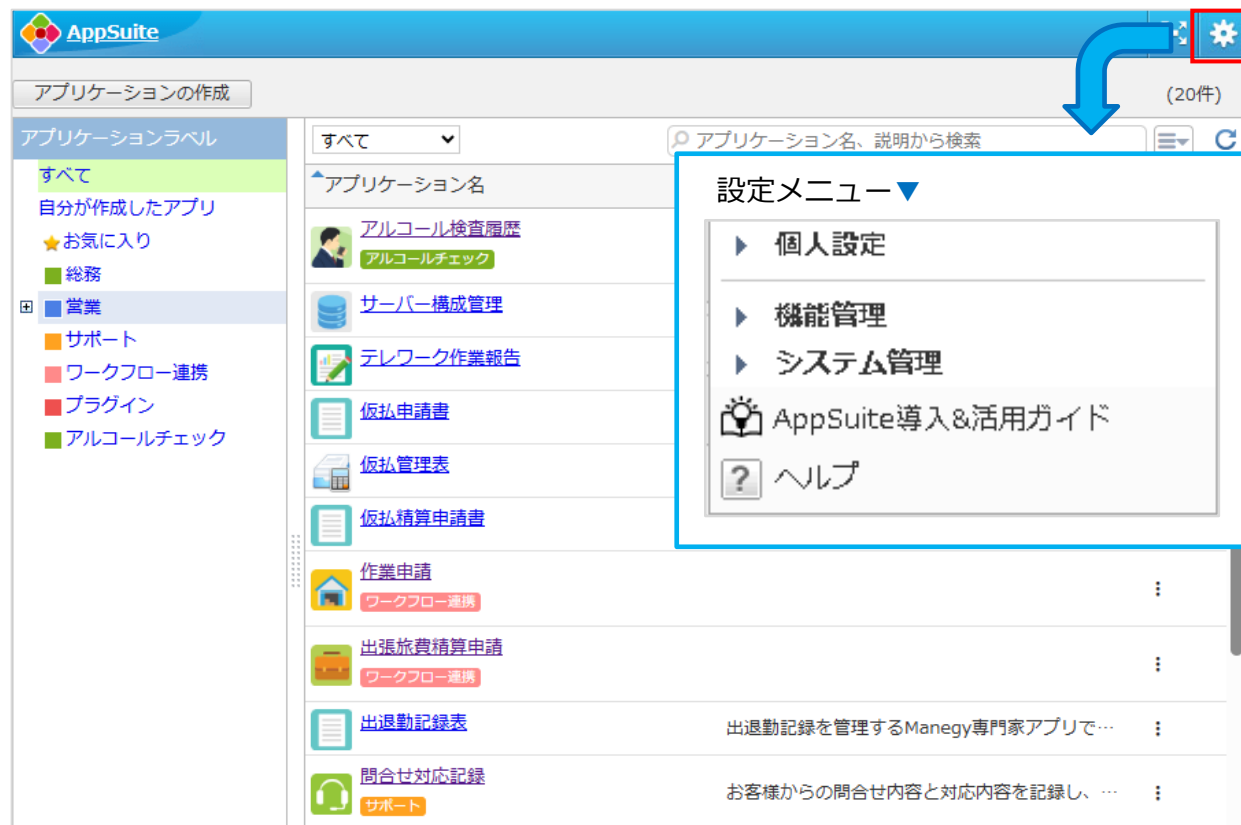 AppSuite
アプリケーションの作成
(20件)
アプリケーションラベル
すべて
自分が作成したアプリ
お気に入り
総務
営業
サポート
ワークフロー連携
プラグイン
アルコールチェック
すべて
アプリケーション名、説明から検索
アプリケーション名
アルコール検査履歴
アルコールチェック
サーバー構成管理
テレワーク作業報告
仮払申請書
仮払管理表
仮払精算申請書
作業申請
ワークフロー連携
出張旅費精算申請
ワークフロー連携
出退勤記録表
出退勤記録を管理するManegy専門家アプリで…
問合せ対応記録
サポート
お客様からの問合せ内容と対応内容を記録し、…
設定メニュー▼
個人設定
機能管理
システム管理
AppSuite導入&活用ガイド
? ヘルプ